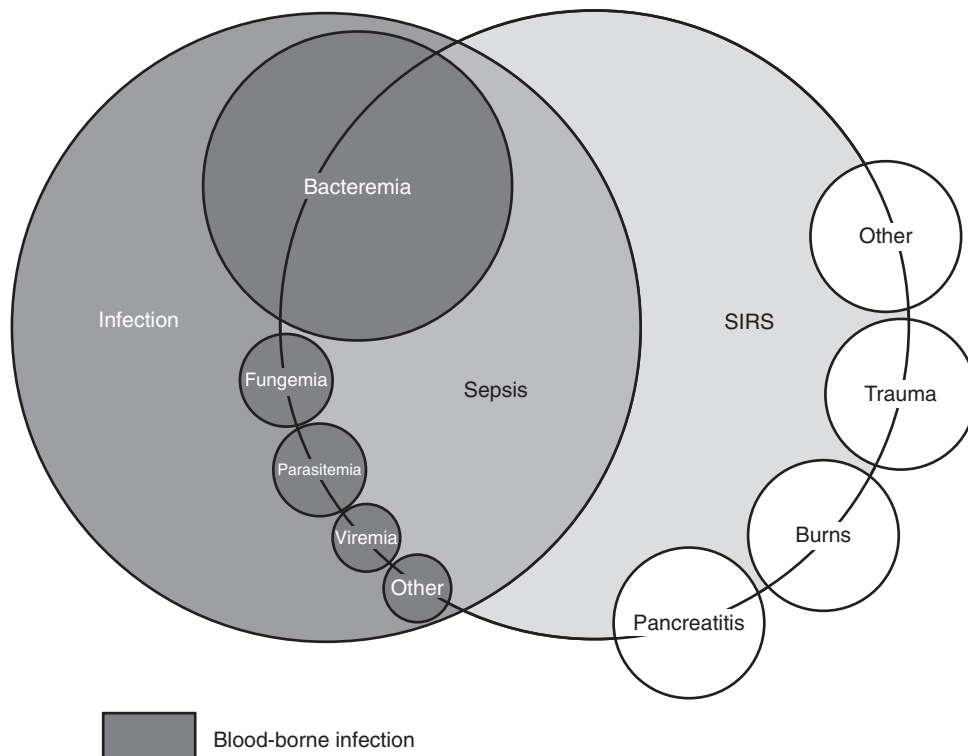 Bacteremia
Other
Infection
SIRS
Fungemia
Sepsis
Trauma
Parasitemia
Viremia
Burns
Other
Pancreatitis
Blood-borne infection